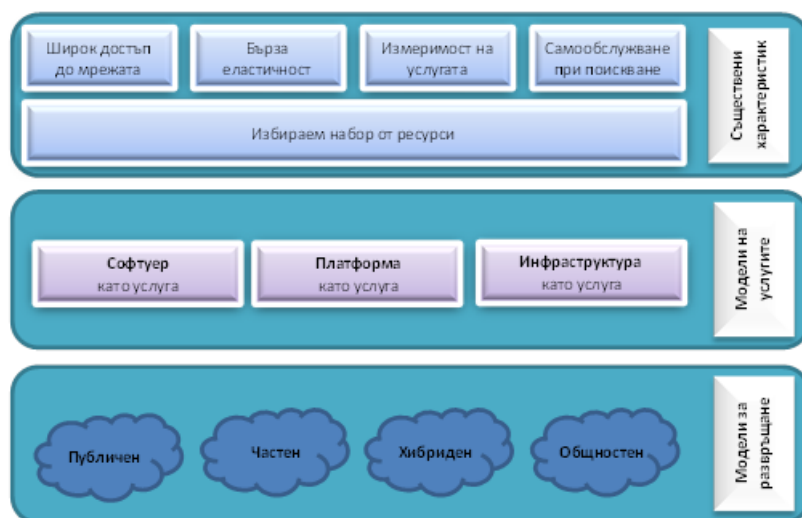 Широк достъп
до мрежата
Бърза
еластичност
Измеримост на
услугата
Самообслужване
при поискване
Избираем набор от ресурси
Съществени
характеристик
Софтуер
като услуга
Платформа
като услуга
Инфраструктура
като услуга
Модели на
услугите
Публичен
Частен
Хибриден
Общностен
Модели за
развръщане